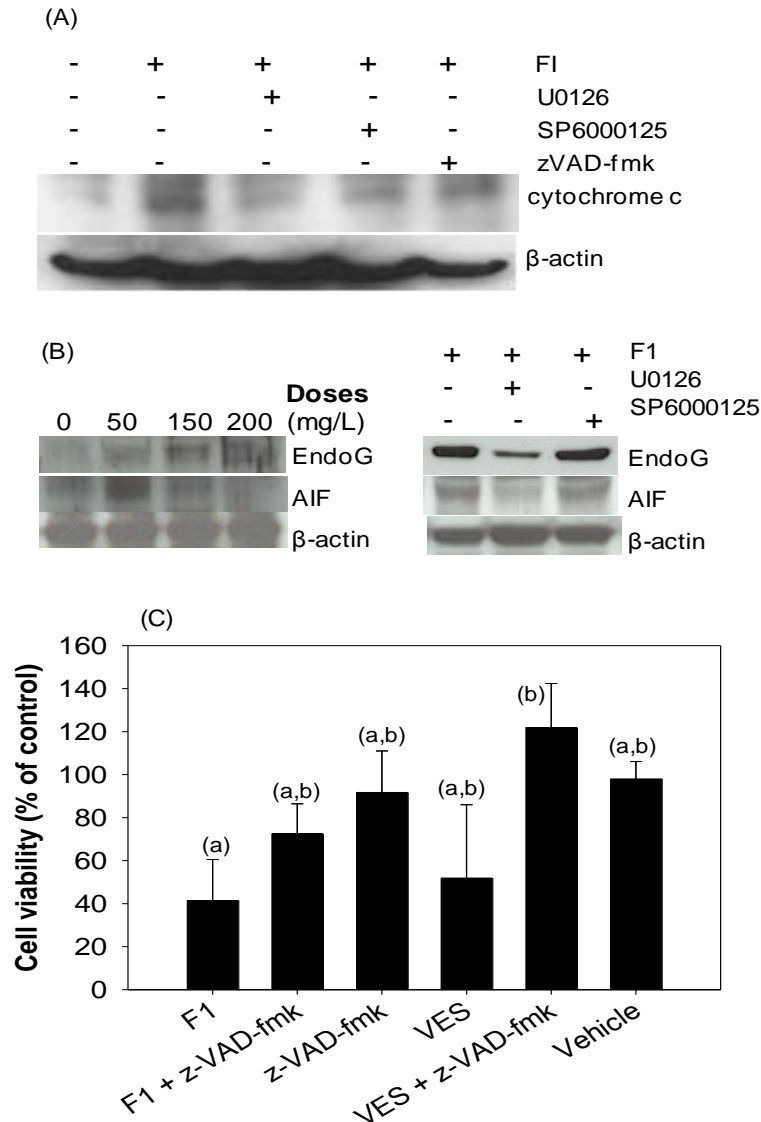 (A)
- + + + + FI
- - + - - U0126
- - - + - SP6000125
- - - - + zVAD-fmk
cytochrome c
β-actin
(B)
Doses
0 50 150 200 (mg/L)
EndoG
AIF
β-actin
+ + + F1
- + - U0126
- - + SP6000125
EndoG
AIF
β-actin
(C)
Cell viability (% of control)
160
140
120
100
80
60
40
20
0
(a)
(a,b)
(a,b)
(a,b)
(b)
(a,b)
F1
F1 + z-VAD-fmk
z-VAD-fmk
VES
VES + z-VAD-fmk
Vehicle